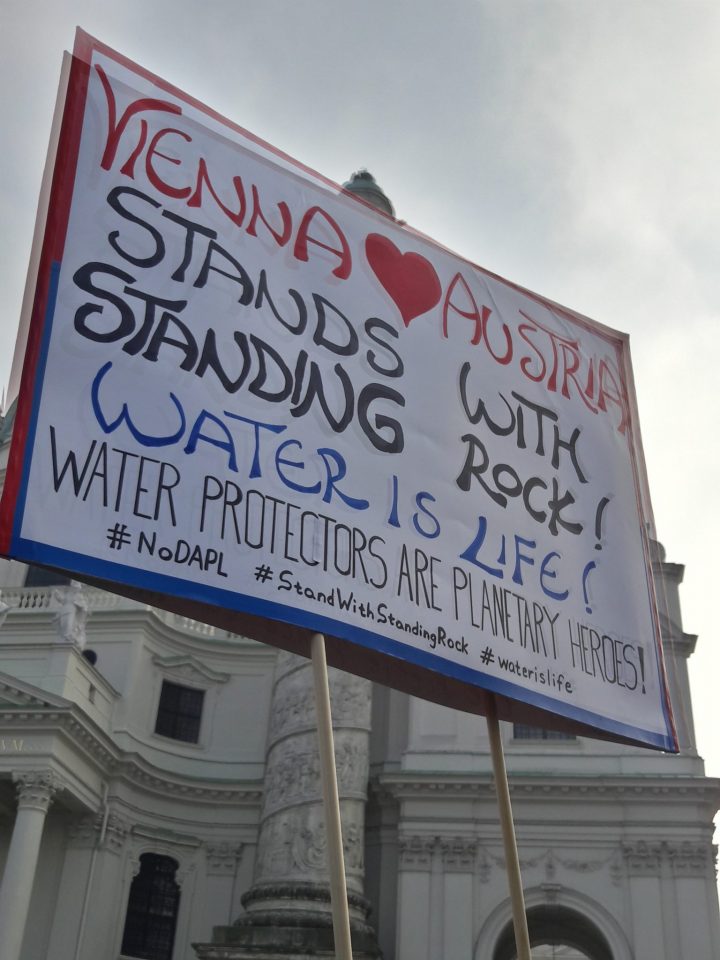 VIENNA ♥ AUSTRIA
STANDS WITH
STANDING ROCK!
WATER IS LIFE!
WATER PROTECTORS ARE PLANETARY HEROES!
#NoDAPL #StandWithStandingRock #waterislife